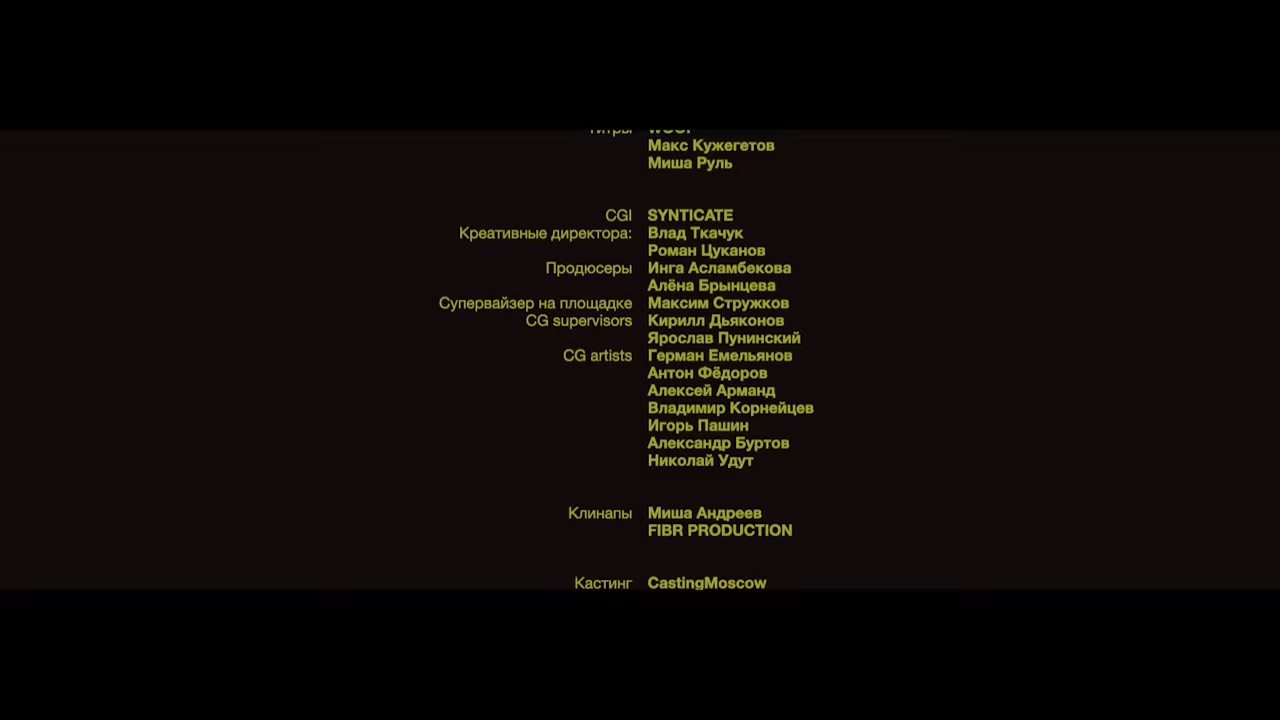 Титры
Макс Кужегетов
Миша Руль
CGI SYNTICATE
Креативные директора: Влад Ткачук
Роман Цуканов
Продюсеры Инга Асламбекова
Алёна Брынцева
Супервайзер на площадке Максим Стружков
CG supervisors Кирилл Дьяконов
Ярослав Пунинский
CG artists Герман Емельянов
Антон Фёдоров
Алексей Арманд
Владимир Корнейцев
Игорь Пашин
Александр Буртов
Николай Удут
Клинапы Миша Андреев
FIBR PRODUCTION
Кастинг CastingMoscow